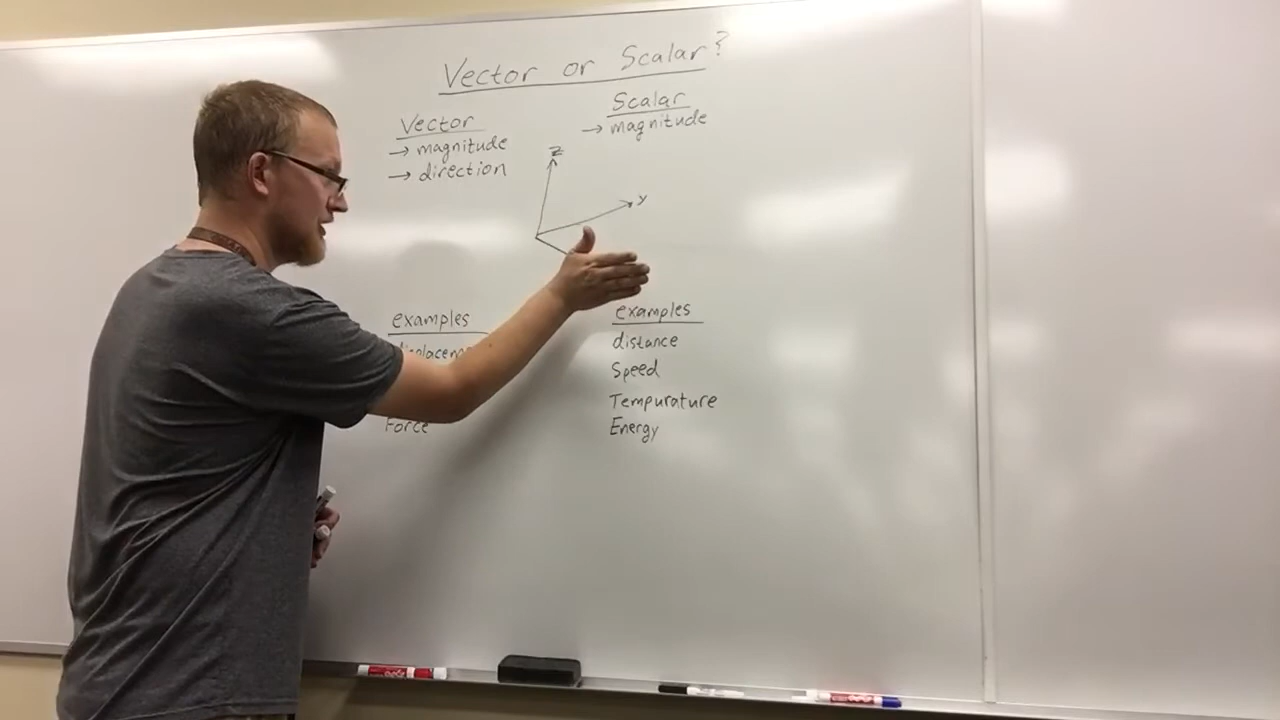 Vector or Scalar?
Vector
→ magnitude
→ direction
Scalar
→ magnitude
z
y
examples
Force
examples
distance
Speed
Tempurature
Energy